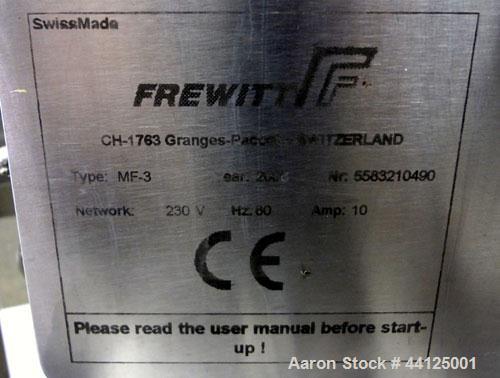 SwissMade
FREWITT
CH-1763 Granges- SWITZERLAND
Type: MF-3 Nr: 5583210490
Network: 230 V Hz: 60 Amp: 10
CE
Please read the user manual before start-
up !
Aaron Stock # 44125001